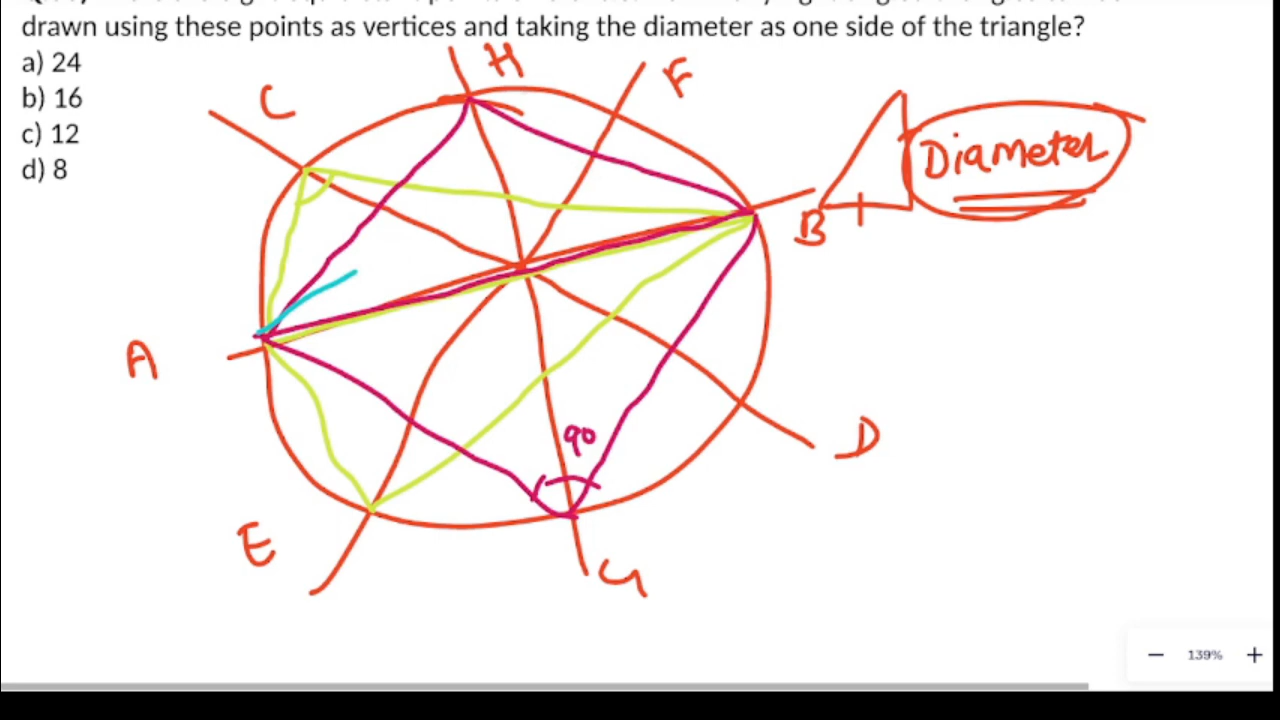 drawn using these points as vertices and taking the diameter as one side of the triangle?
a) 24
b) 16
c) 12
d) 8
C
H
F
Diameter
B
A
90
D
E
G
139%